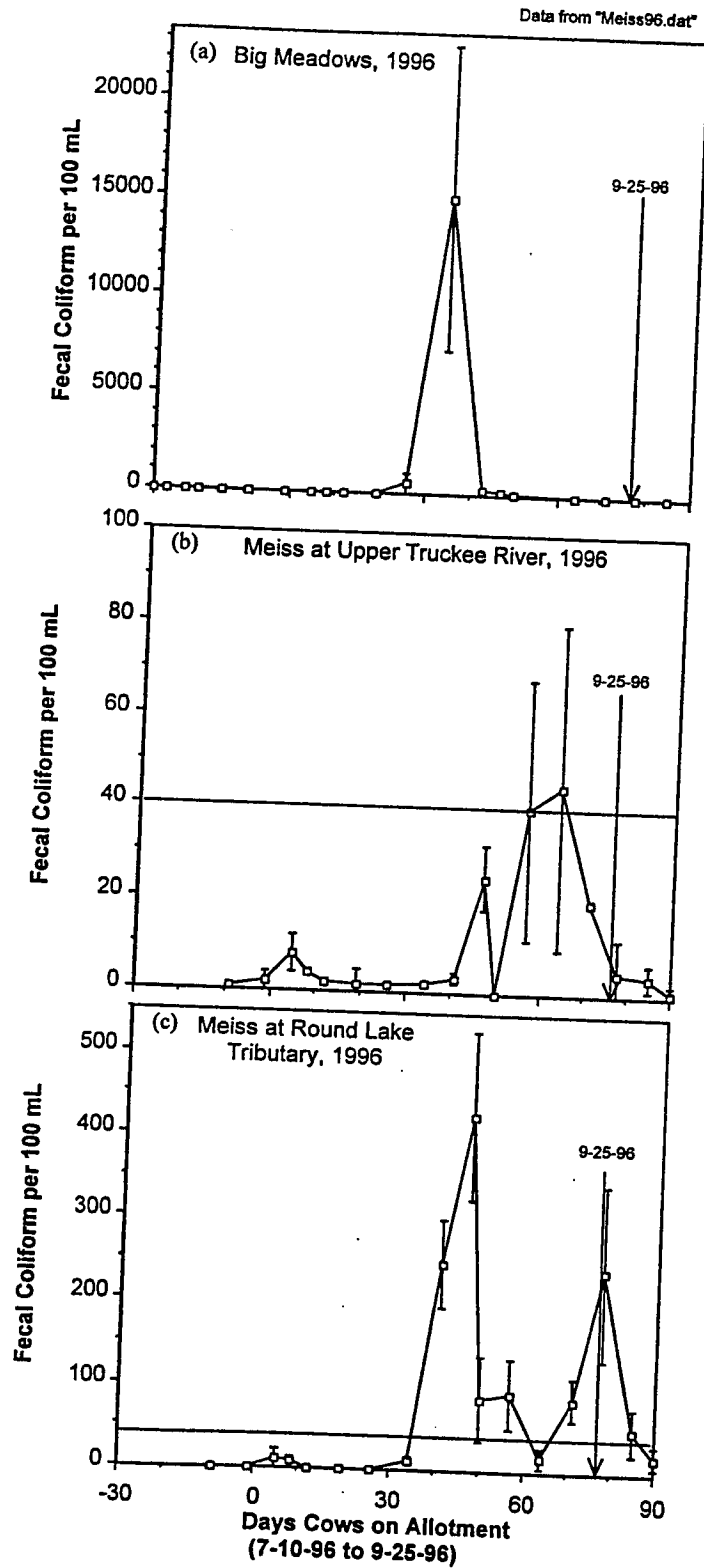 Data from "Meiss96.dat"
(a) Big Meadows, 1996
20000
15000
10000
5000
0
Fecal Coliform per 100 mL
9-25-96
(b) Meiss at Upper Truckee River, 1996
100
80
60
40
20
0
Fecal Coliform per 100 mL
9-25-96
(c) Meiss at Round Lake
Tributary, 1996
500
400
300
200
100
0
Fecal Coliform per 100 mL
9-25-96
-30 0 30 60 90
Days Cows on Allotment
(7-10-96 to 9-25-96)